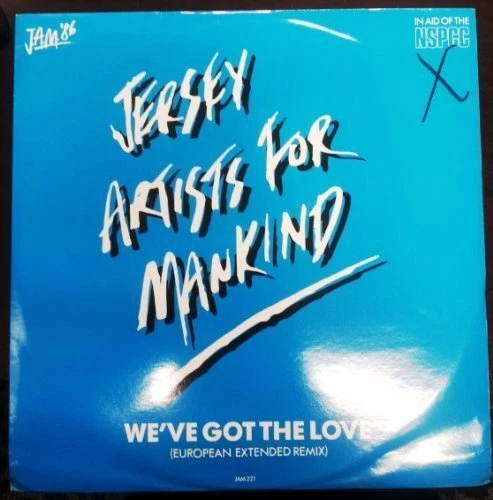 JAM '86
IN AID OF THE
NSPCC
X
JERSEY
ARTISTS FOR
MANKIND
WE'VE GOT THE LOVE
(EUROPEAN EXTENDED REMIX)
JAM 221